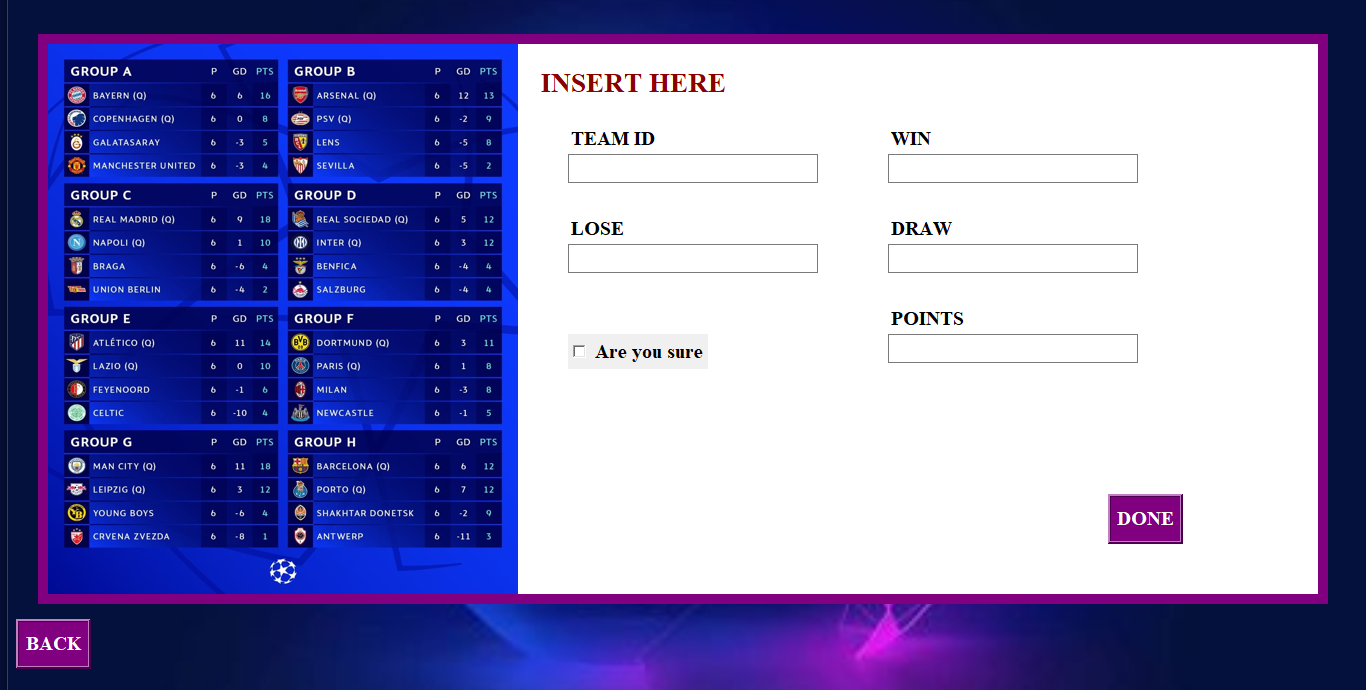 GROUP A P GD PTS
BAYERN (Q) 6 6 16
COPENHAGEN (Q) 6 0 8
GALATASARAY 6 -3 5
MANCHESTER UNITED 6 -3 4
GROUP B P GD PTS
ARSENAL (Q) 6 12 13
PSV (Q) 6 -2 9
LENS 6 -5 8
SEVILLA 6 -5 2
GROUP C P GD PTS
REAL MADRID (Q) 6 9 18
NAPOLI (Q) 6 1 10
BRAGA 6 -6 4
UNION BERLIN 6 -4 2
GROUP D P GD PTS
REAL SOCIEDAD (Q) 6 5 12
INTER (Q) 6 3 12
BENFICA 6 -4 4
SALZBURG 6 -4 4
GROUP E P GD PTS
ATLÉTICO (Q) 6 11 14
LAZIO (Q) 6 0 10
FEYENOORD 6 -1 6
CELTIC 6 -10 4
GROUP F P GD PTS
DORTMUND (Q) 6 3 11
PARIS (Q) 6 1 8
MILAN 6 -3 8
NEWCASTLE 6 -1 5
GROUP G P GD PTS
MAN CITY (Q) 6 11 18
LEIPZIG (Q) 6 3 12
YOUNG BOYS 6 -6 4
CRVENA ZVEZDA 6 -8 1
GROUP H P GD PTS
BARCELONA (Q) 6 6 12
PORTO (Q) 6 7 12
SHAKHTAR DONETSK 6 -2 9
ANTWERP 6 -11 3
INSERT HERE
TEAM ID
WIN
LOSE
DRAW
POINTS
Are you sure
DONE
BACK